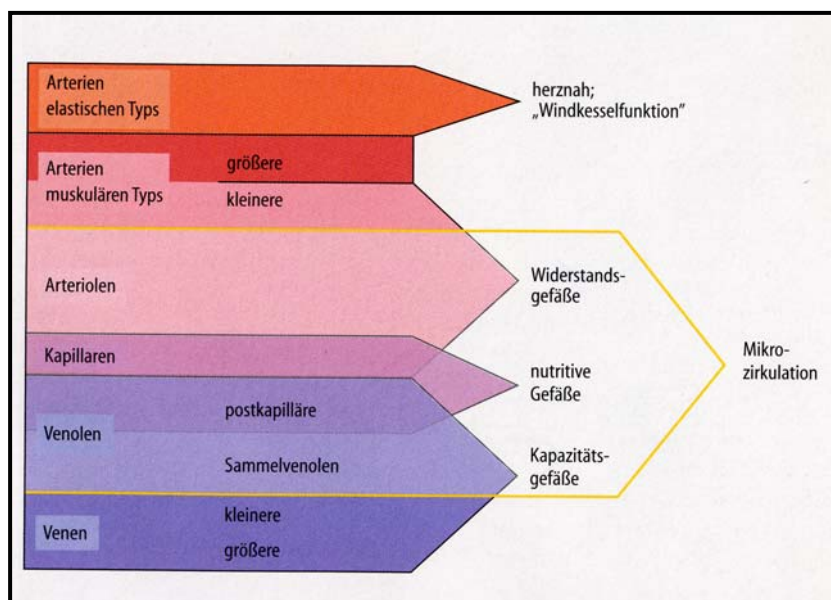 Arterien
elastischen Typs
herznah;
„Windkesselfunktion”
Arterien
muskulären Typs
größere
kleinere
Arteriolen
Widerstands-
gefäße
Kapillaren
nutritive
Gefäße
Mikro-
zirkulation
Venolen
postkapilläre
Sammelvenolen
Kapazitäts-
gefäße
Venen
kleinere
größere